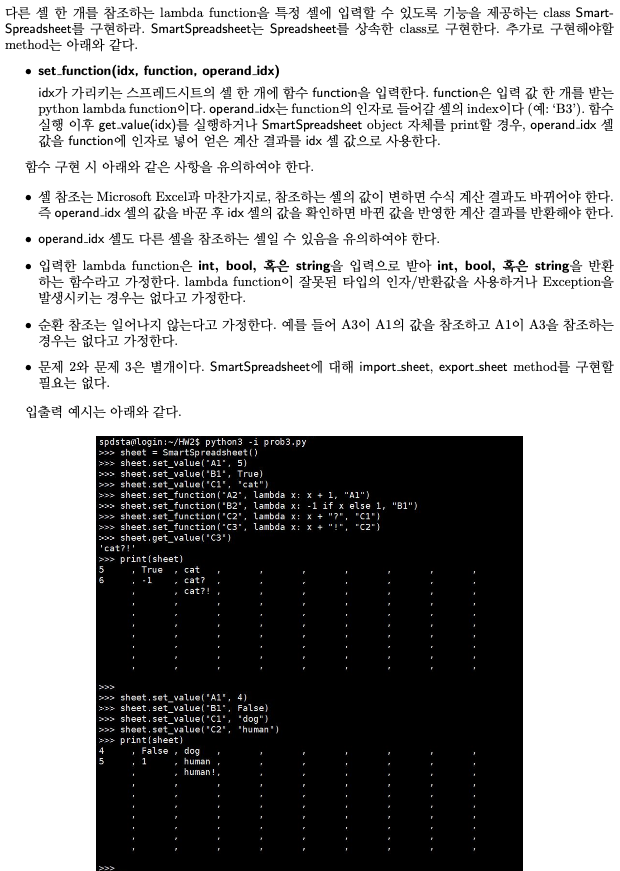 다른 셀 한 개를 참조하는 lambda function을 특정 셀에 입력할 수 있도록 기능을 제공하는 class Smart-
Spreadsheet를 구현하라. SmartSpreadsheet는 Spreadsheet를 상속한 class로 구현한다. 추가로 구현해야할
method는 아래와 같다.
• set_function(idx, function, operand_idx)
idx가 가리키는 스프레드시트의 셀 한 개에 함수 function을 입력한다. function은 입력 값 한 개를 받는
python lambda function이다. operand_idx는 function의 인자로 들어갈 셀의 index이다 (예: ‘B3’). 함수
실행 이후 get_value(idx)를 실행하거나 SmartSpreadsheet object 자체를 print할 경우, operand_idx 셀
값을 function에 인자로 넣어 얻은 계산 결과를 idx 셀 값으로 사용한다.
함수 구현 시 아래와 같은 사항을 유의하여야 한다.
• 셀 참조는 Microsoft Excel과 마찬가지로, 참조하는 셀의 값이 변하면 수식 계산 결과도 바뀌어야 한다.
즉 operand_idx 셀의 값을 바꾼 후 idx 셀의 값을 확인하면 바뀐 값을 반영한 계산 결과를 반환해야 한다.
• operand_idx 셀도 다른 셀을 참조하는 셀일 수 있음을 유의하여야 한다.
• 입력한 lambda function은 int, bool, 혹은 string을 입력으로 받아 int, bool, 혹은 string을 반환
하는 함수라고 가정한다. lambda function이 잘못된 타입의 인자/반환값을 사용하거나 Exception을
발생시키는 경우는 없다고 가정한다.
• 순환 참조는 일어나지 않는다고 가정한다. 예를 들어 A3이 A1의 값을 참조하고 A1이 A3을 참조하는
경우는 없다고 가정한다.
• 문제 2와 문제 3은 별개이다. SmartSpreadsheet에 대해 import_sheet, export_sheet method를 구현할
필요는 없다.
입출력 예시는 아래와 같다.
spdsta@login:~/HW2$ python3 -i prob3.py
>>> sheet = SmartSpreadsheet()
>>> sheet.set_value("A1", 5)
>>> sheet.set_value("B1", True)
>>> sheet.set_value("C1", "cat")
>>> sheet.set_function("A2", lambda x: x + 1, "A1")
>>> sheet.set_function("B2", lambda x: -1 if x else 1, "B1")
>>> sheet.set_function("C2", lambda x: x + "?", "C1")
>>> sheet.set_function("C3", lambda x: x + "!", "C2")
>>> sheet.get_value("C3")
'cat?!'
>>> print(sheet)
5     , True  , cat   ,       ,       ,       ,       ,       ,       ,
6     , -1    , cat?  ,       ,       ,       ,       ,       ,       ,
      ,       , cat?! ,       ,       ,       ,       ,       ,       ,
      ,       ,       ,       ,       ,       ,       ,       ,       ,
      ,       ,       ,       ,       ,       ,       ,       ,       ,
      ,       ,       ,       ,       ,       ,       ,       ,       ,
      ,       ,       ,       ,       ,       ,       ,       ,       ,
      ,       ,       ,       ,       ,       ,       ,       ,       ,
      ,       ,       ,       ,       ,       ,       ,       ,       ,
      ,       ,       ,       ,       ,       ,       ,       ,       ,
>>>
>>> sheet.set_value("A1", 4)
>>> sheet.set_value("B1", False)
>>> sheet.set_value("C1", "dog")
>>> sheet.set_value("C2", "human")
>>> print(sheet)
4     , False , dog   ,       ,       ,       ,       ,       ,       ,
5     , 1     , human ,       ,       ,       ,       ,       ,       ,
      ,       , human!,       ,       ,       ,       ,       ,       ,
      ,       ,       ,       ,       ,       ,       ,       ,       ,
      ,       ,       ,       ,       ,       ,       ,       ,       ,
      ,       ,       ,       ,       ,       ,       ,       ,       ,
      ,       ,       ,       ,       ,       ,       ,       ,       ,
      ,       ,       ,       ,       ,       ,       ,       ,       ,
      ,       ,       ,       ,       ,       ,       ,       ,       ,
      ,       ,       ,       ,       ,       ,       ,       ,       ,
>>>